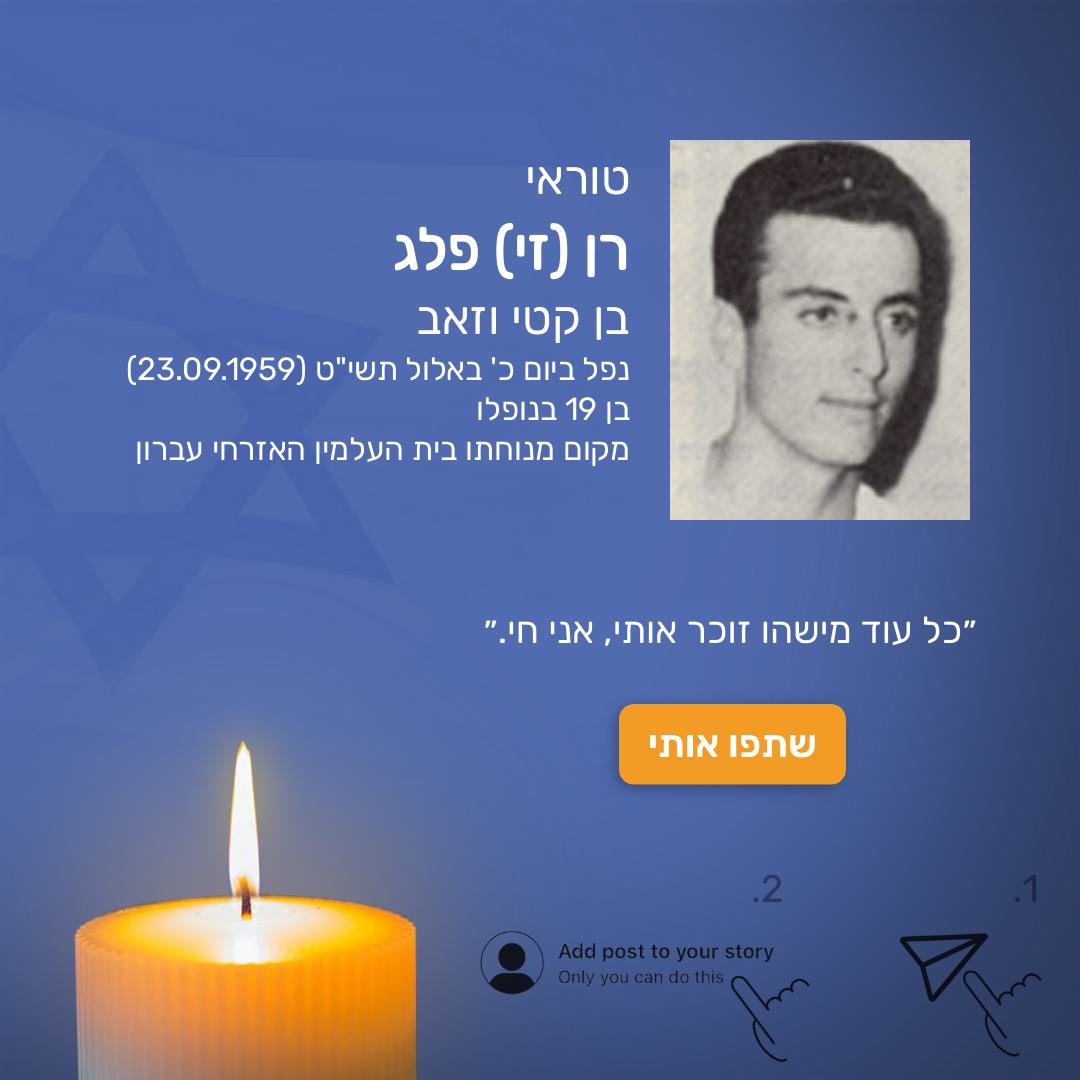 טוראי
רן (זי) פלג
בן קטי וזאב
נפל ביום כ' באלול תשי"ט (23.09.1959)
בן 19 בנופלו
מקום מנוחתו בית העלמין האזרחי עברון
״כל עוד מישהו זוכר אותי, אני חי.״
שתפו אותי
.1
.2
Add post to your story
Only you can do this